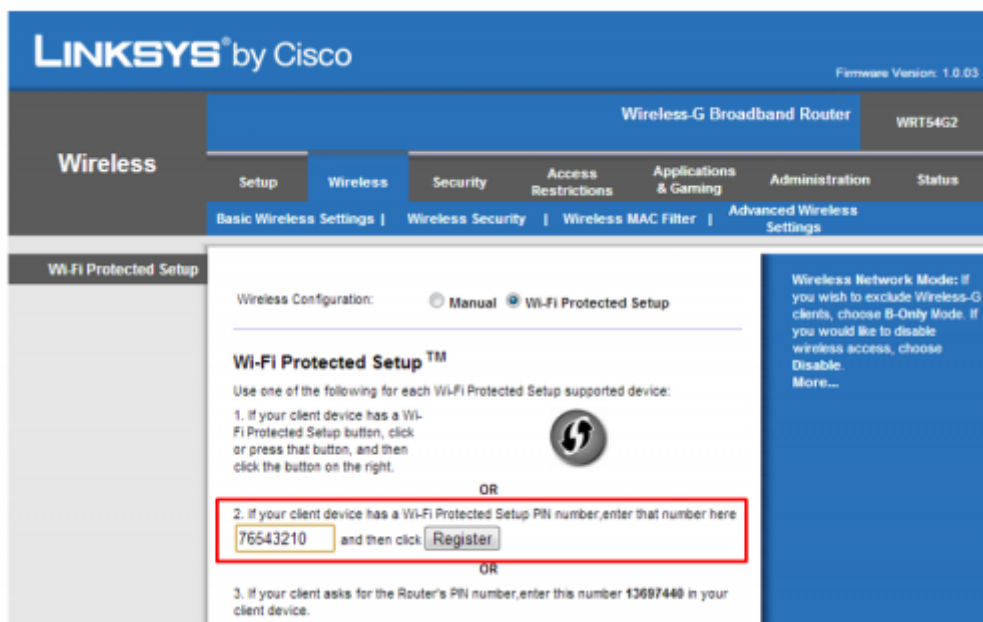 LINKSYS® by Cisco
Firmware Version: 1.0.03
Wireless-G Broadband Router
WRT54G2
Wireless
Setup
Wireless
Security
Access
Restrictions
Applications
& Gaming
Administration
Status
Basic Wireless Settings |
Wireless Security |
Wireless MAC Filter |
Advanced Wireless
Settings
Wi-Fi Protected Setup
Wireless Configuration: Manual Wi-Fi Protected Setup
Wi-Fi Protected Setup TM
Use one of the following for each Wi-Fi Protected Setup supported device:
1. If your client device has a Wi-
Fi Protected Setup button, click
or press that button, and then
click the button on the right.
OR
2. If your client device has a Wi-Fi Protected Setup PIN number,enter that number here
76543210 and then click Register
OR
3. If your client asks for the Router's PIN number,enter this number 13697440 in your
client device.
Wireless Network Mode: If
you wish to exclude Wireless-G
clients, choose B-Only Mode. If
you would like to disable
wireless access, choose
Disable.
More...